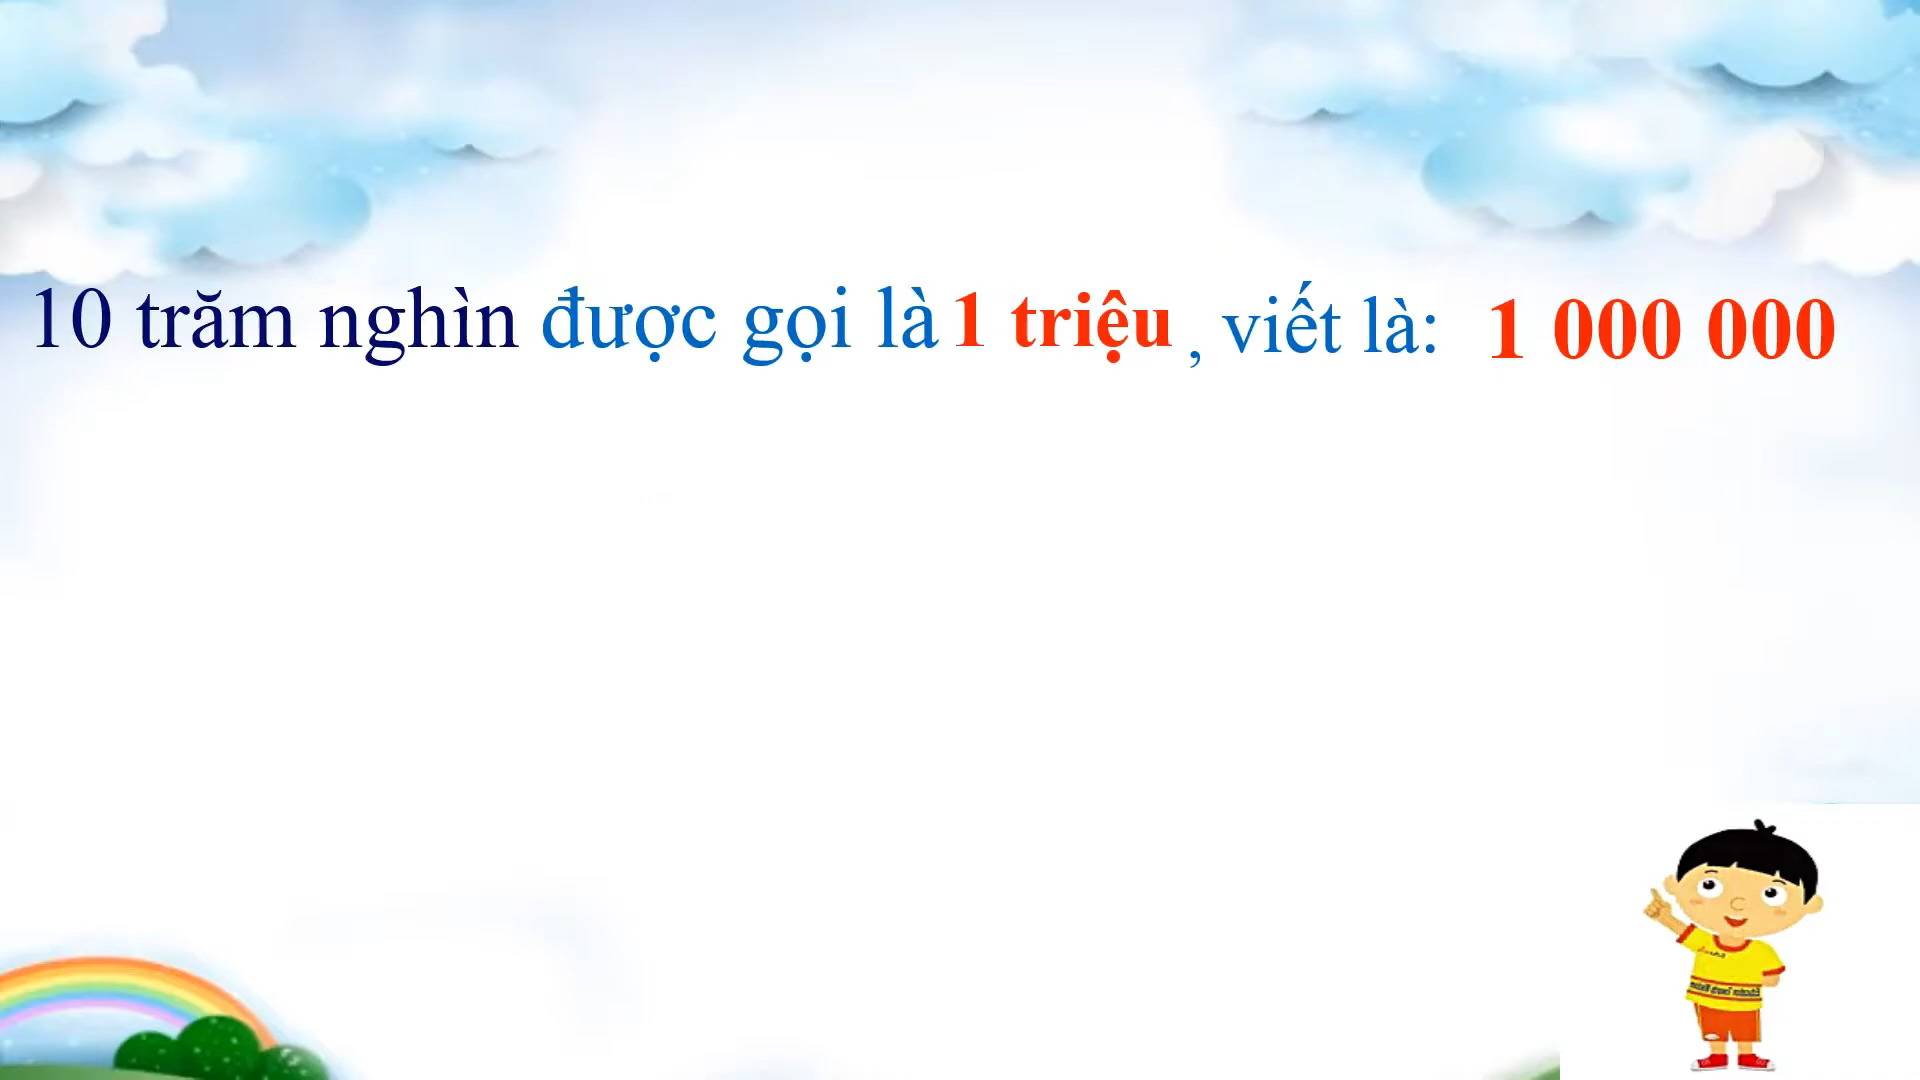 10 trăm nghìn được gọi là 1 triệu , viết là: 1 000 000